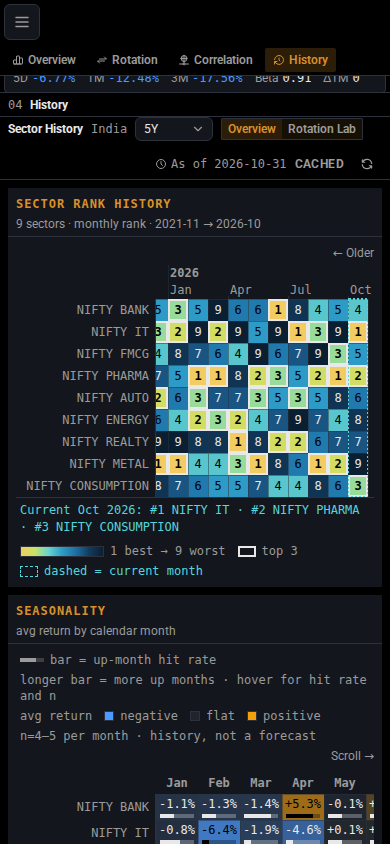 Overview Rotation Correlation History
5D -6.77% 1M -12.48% 3M -17.56% Beta 0.91 ΔTM 0
04 History
Sector History India 5Y Overview Rotation Lab
As of 2026-10-31 CACHED
SECTOR RANK HISTORY
9 sectors · monthly rank · 2021-11 → 2026-10
← Older
2026
Jan Apr Jul Oct
NIFTY BANK 5 3 5 9 6 6 1 8 4 5 4
NIFTY IT 3 2 9 2 9 5 9 1 3 9 1
NIFTY FMCG 4 8 7 6 4 9 6 7 9 3 5
NIFTY PHARMA 7 5 1 1 8 2 3 5 2 1 2
NIFTY AUTO 2 6 3 7 7 3 5 3 5 8 6
NIFTY ENERGY 6 4 2 3 2 4 7 9 7 4 8
NIFTY REALTY 9 9 8 8 1 8 2 2 6 7 7
NIFTY METAL 1 1 4 4 3 1 8 6 1 2 9
NIFTY CONSUMPTION 8 7 6 5 5 7 4 4 8 6 3
Current Oct 2026: #1 NIFTY IT · #2 NIFTY PHARMA
· #3 NIFTY CONSUMPTION
1 best → 9 worst top 3
dashed = current month
SEASONALITY
avg return by calendar month
bar = up-month hit rate
longer bar = more up months · hover for hit rate
and n
avg return negative flat positive
n=4–5 per month · history, not a forecast
Scroll →
Jan Feb Mar Apr May
NIFTY BANK -1.1% -1.3% -1.4% +5.3% -0.1% +
NIFTY IT -0.8% -6.4% -1.9% -4.6% +0.1%